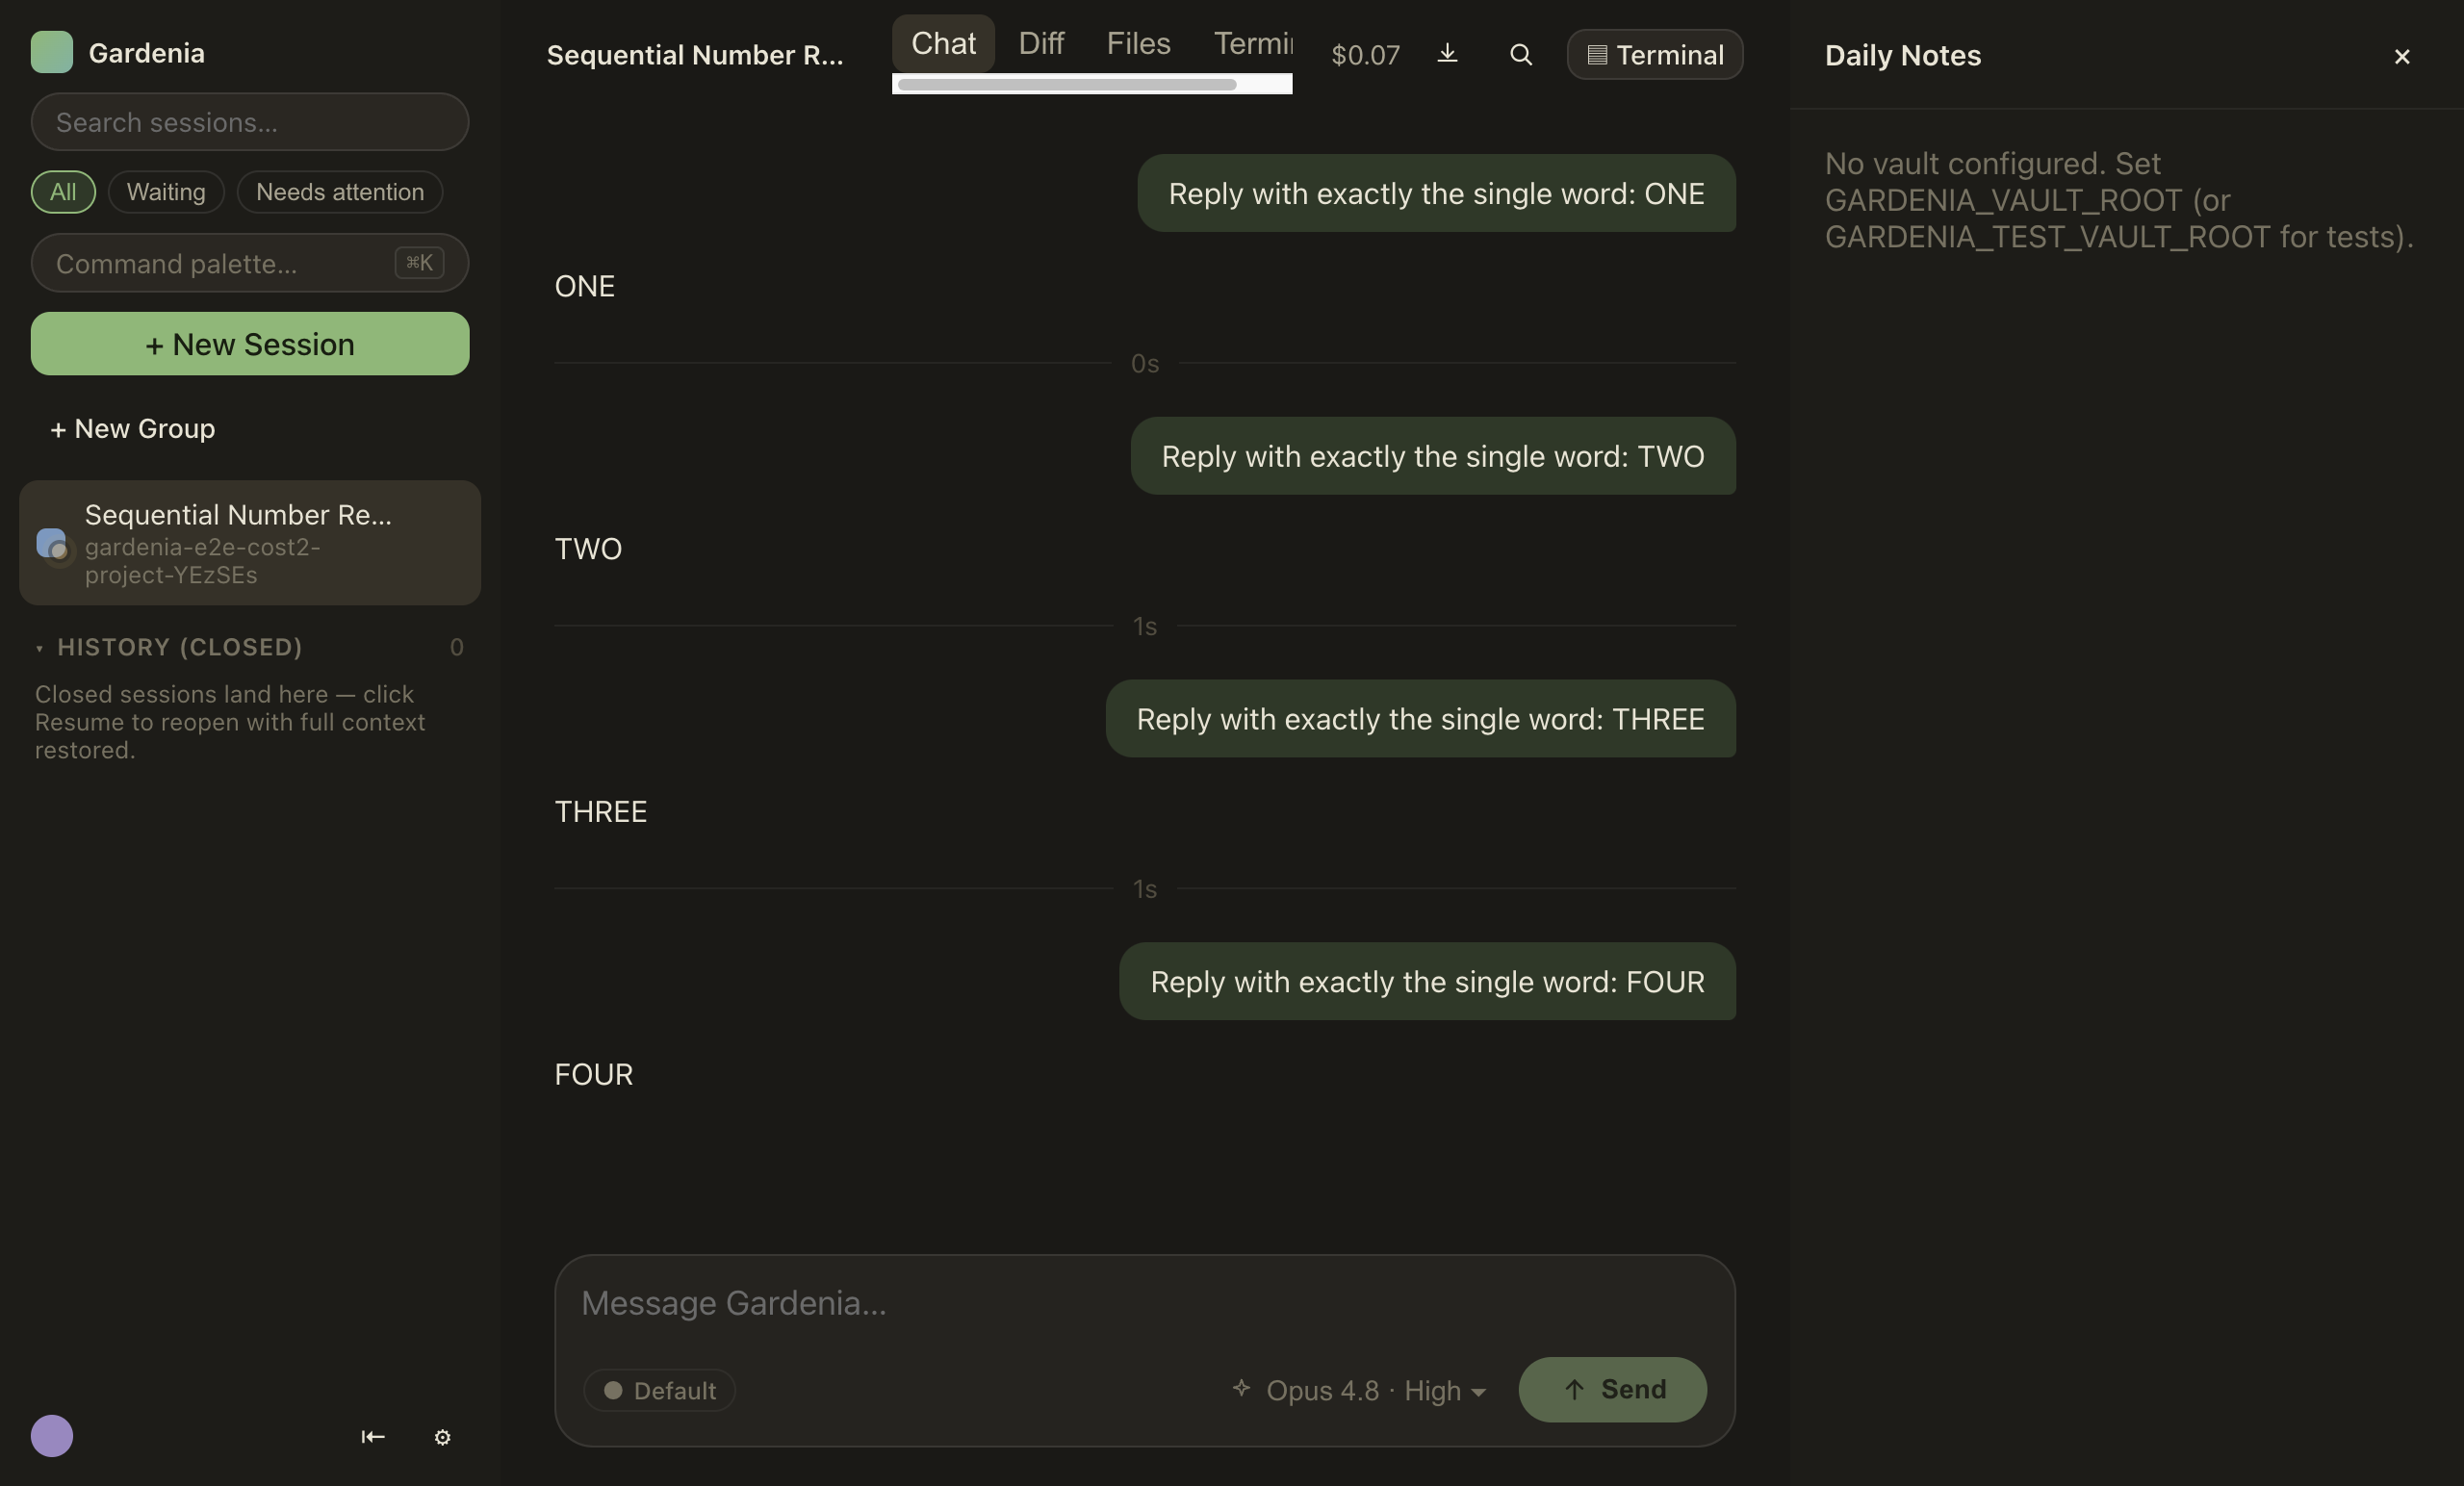 Gardenia
Search sessions...
All
Waiting
Needs attention
Command palette...
⌘K
+ New Session
+ New Group
Sequential Number Re...
gardenia-e2e-cost2-
project-YEzSEs
HISTORY (CLOSED)
0
Closed sessions land here — click
Resume to reopen with full context
restored.
Sequential Number R...
Chat
Diff
Files
Termi
$0.07
Terminal
Reply with exactly the single word: ONE
ONE
0s
Reply with exactly the single word: TWO
TWO
1s
Reply with exactly the single word: THREE
THREE
1s
Reply with exactly the single word: FOUR
FOUR
Message Gardenia...
Default
Opus 4.8 · High
Send
Daily Notes
No vault configured. Set
GARDENIA_VAULT_ROOT (or
GARDENIA_TEST_VAULT_ROOT for tests).